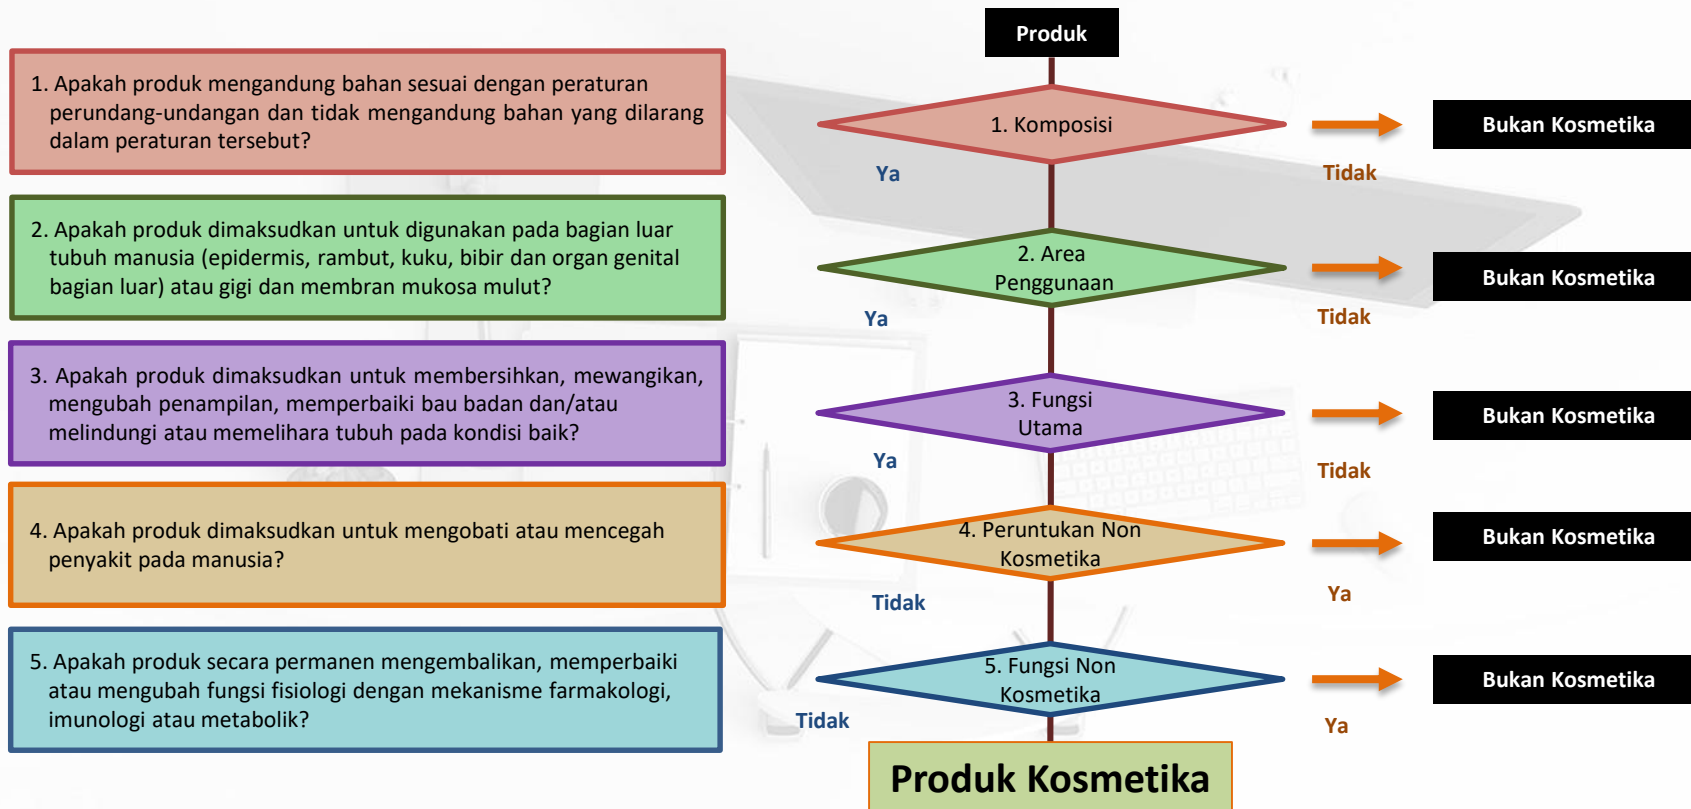 Produk
1. Apakah produk mengandung bahan sesuai dengan peraturan
perundang-undangan dan tidak mengandung bahan yang dilarang
dalam peraturan tersebut?
1. Komposisi
Bukan Kosmetika
Ya
Tidak
2. Apakah produk dimaksudkan untuk digunakan pada bagian luar
tubuh manusia (epidermis, rambut, kuku, bibir dan organ genital
bagian luar) atau gigi dan membran mukosa mulut?
2. Area
Penggunaan
Bukan Kosmetika
Ya
Tidak
3. Apakah produk dimaksudkan untuk membersihkan, mewangikan,
mengubah penampilan, memperbaiki bau badan dan/atau
melindungi atau memelihara tubuh pada kondisi baik?
3. Fungsi
Utama
Bukan Kosmetika
Ya
Tidak
4. Apakah produk dimaksudkan untuk mengobati atau mencegah
penyakit pada manusia?
4. Peruntukan Non
Kosmetika
Bukan Kosmetika
Tidak
Ya
5. Apakah produk secara permanen mengembalikan, memperbaiki
atau mengubah fungsi fisiologi dengan mekanisme farmakologi,
imunologi atau metabolik?
5. Fungsi Non
Kosmetika
Bukan Kosmetika
Tidak
Ya
Produk Kosmetika